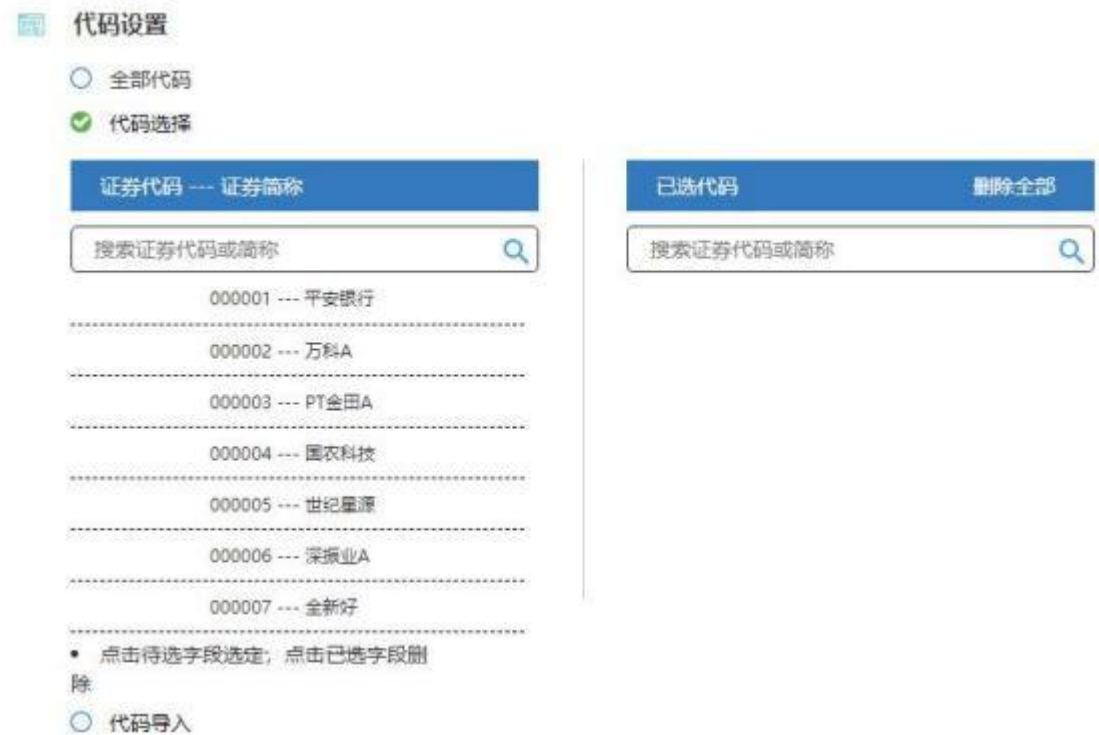 代码设置
全部代码
代码选择
证券代码 --- 证券简称
已选代码 删除全部
搜索证券代码或简称
搜索证券代码或简称
000001 --- 平安银行
000002 --- 万科A
000003 --- PT金田A
000004 --- 国农科技
000005 --- 世纪星源
000006 --- 深振业A
000007 --- 全新好
• 点击待选字段选定；点击已选字段删
除
代码导入